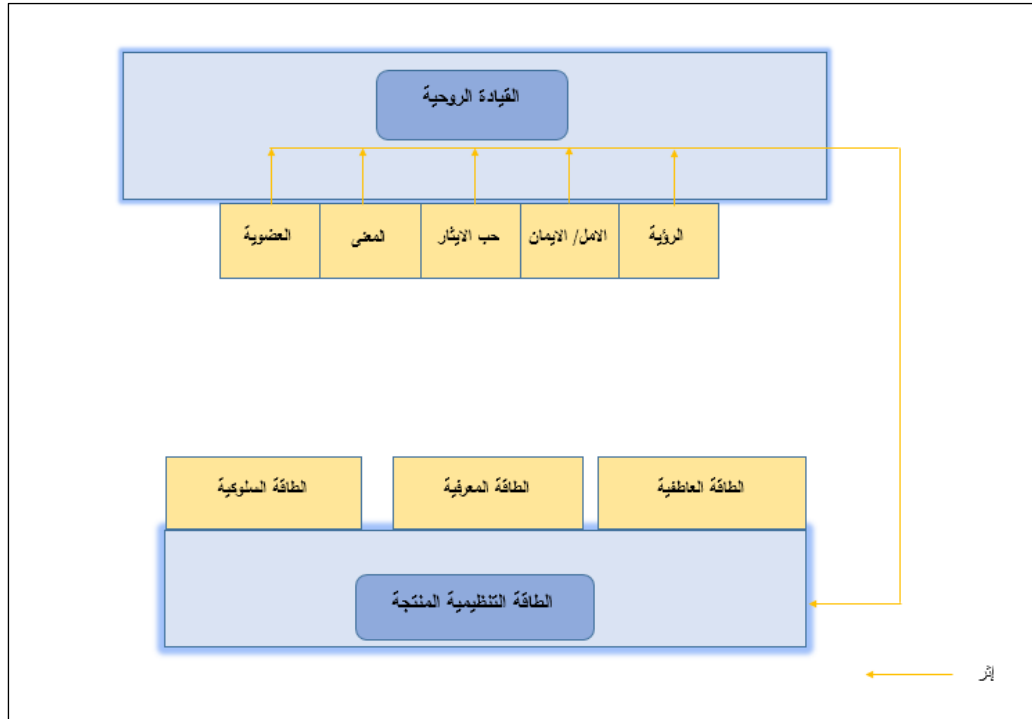 القيادة الروحية
الرؤية
الامل/ الايمان
حب الايثار
المعنى
العضوية
الطاقة العاطفية
الطاقة المعرفية
الطاقة السلوكية
الطاقة التنظيمية المنتجة
إثر